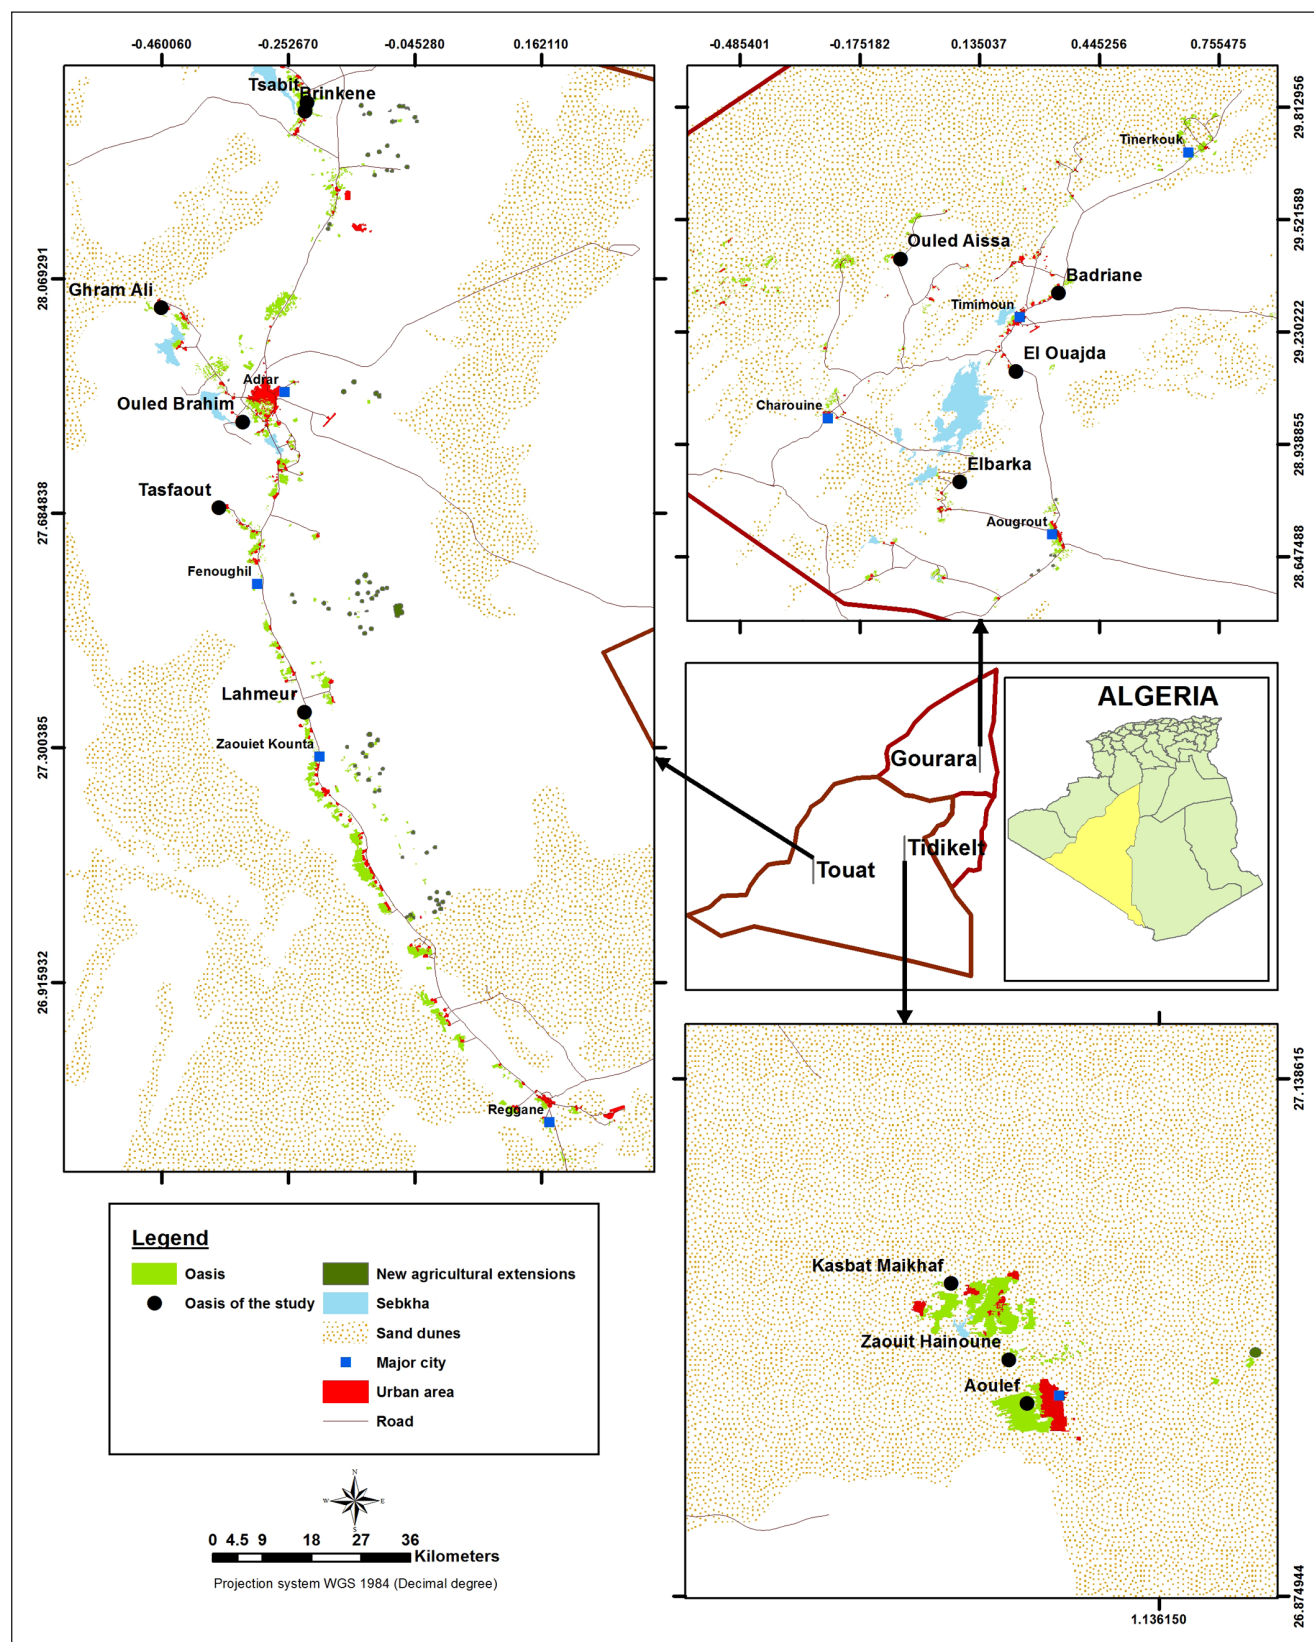 -0.460060 -0.252670 -0.045280 0.162110
-0.485401 -0.175182 0.135037 0.445256 0.755475
28.069291
27.684838
27.300385
26.915932
29.812956
29.521589
29.230222
28.938855
28.647488
Tsabit
Brinkene
Ghram Ali
Adrar
Ouled Brahim
Tasfaout
Fenoughil
Lahmeur
Zaouiet Kounta
Reggane
Tinerkouk
Ouled Aissa
Badriane
Timimoun
El Ouajda
Charouine
Elbarka
Aougrout
ALGERIA
Gourara
Tidikelt
Touat
27.138615
26.874944
1.136150
Kasbat Maikhaf
Zaouit Hainoune
Aoulef
Legend
Oasis
Oasis of the study
New agricultural extensions
Sebkha
Sand dunes
Major city
Urban area
Road
N
W E
S
0 4.5 9 18 27 36
Kilometers
Projection system WGS 1984 (Decimal degree)